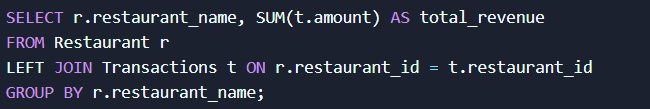 SELECT r.restaurant_name, SUM(t.amount) AS total_revenue
FROM Restaurant r
LEFT JOIN Transactions t ON r.restaurant_id = t.restaurant_id
GROUP BY r.restaurant_name;